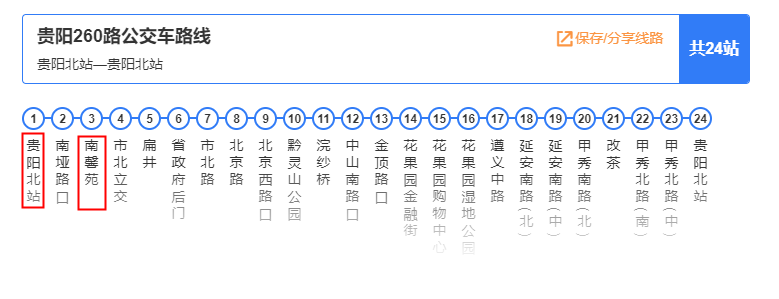 贵阳260路公交车路线
保存/分享线路
共24站
贵阳北站—贵阳北站
1 2 3 4 5 6 7 8 9 10 11 12 13 14 15 16 17 18 19 20 21 22 23 24
贵阳北站
南垭路口
南馨苑
市北立交
扁井
省政府后门
市北路
北京路
北京西路口
黔灵山公园
浣纱桥
中山南路口
金顶路口
花果园金融街
花果园购物中心
花果园湿地公园
遵义中路
延安南路(北)
延安南路(中)
甲秀南路(北)
改茶
甲秀北路(南)
甲秀北路(中)
贵阳北站